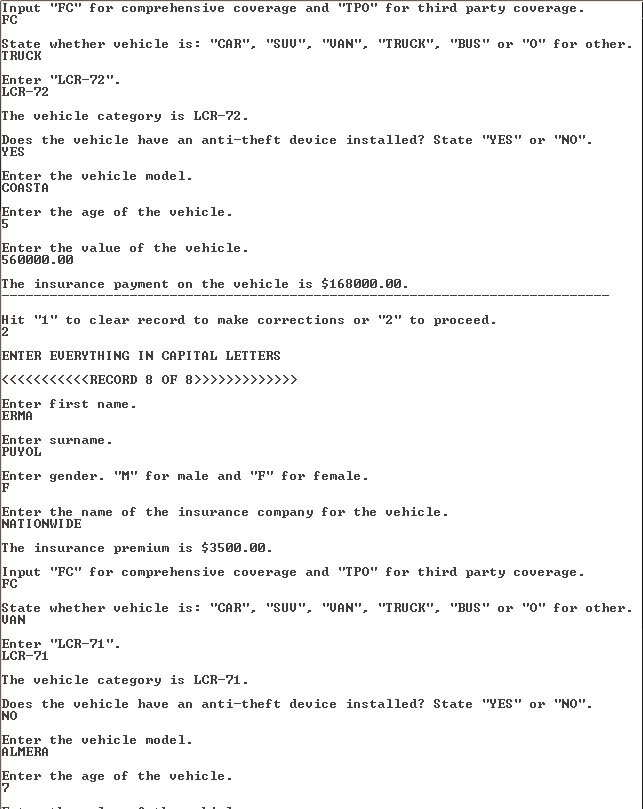 Input "FC" for comprehensive coverage and "TPO" for third party coverage.
FC
State whether vehicle is: "CAR", "SUV", "VAN", "TRUCK", "BUS" or "O" for other.
TRUCK
Enter "LCR-72".
LCR-72
The vehicle category is LCR-72.
Does the vehicle have an anti-theft device installed? State "YES" or "NO".
YES
Enter the vehicle model.
COASTA
Enter the age of the vehicle.
5
Enter the value of the vehicle.
560000.00
The insurance payment on the vehicle is $168000.00.
----------------------------------------------------------------------------
Hit "1" to clear record to make corrections or "2" to proceed.
2
ENTER EVERYTHING IN CAPITAL LETTERS
<<<<<<<<<<<RECORD 8 OF 8>>>>>>>>>>>>>
Enter first name.
ERMA
Enter surname.
PUYOL
Enter gender. "M" for male and "F" for female.
F
Enter the name of the insurance company for the vehicle.
NATIONWIDE
The insurance premium is $3500.00.
Input "FC" for comprehensive coverage and "TPO" for third party coverage.
FC
State whether vehicle is: "CAR", "SUV", "VAN", "TRUCK", "BUS" or "O" for other.
VAN
Enter "LCR-71".
LCR-71
The vehicle category is LCR-71.
Does the vehicle have an anti-theft device installed? State "YES" or "NO".
NO
Enter the vehicle model.
ALMERA
Enter the age of the vehicle.
7